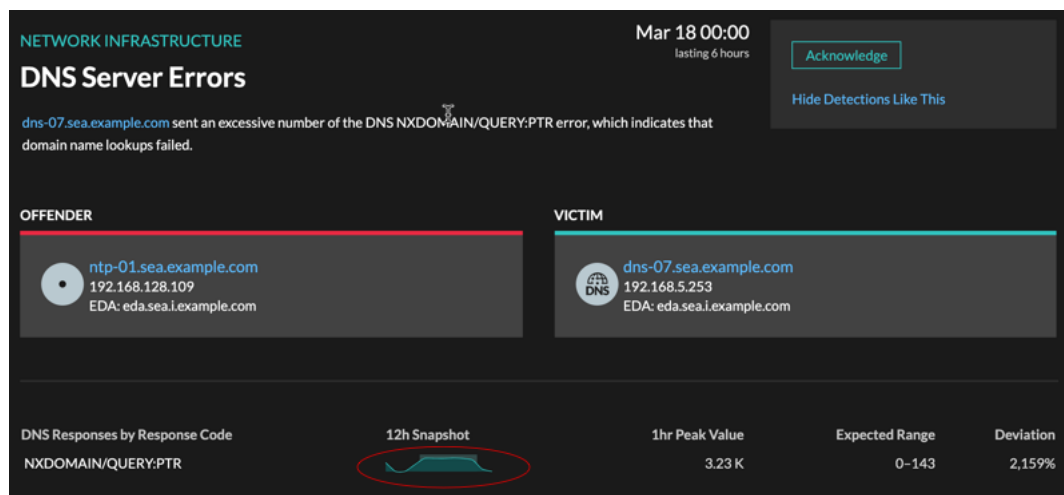 NETWORK INFRASTRUCTURE
DNS Server Errors
Mar 18 00:00
lasting 6 hours
Acknowledge
Hide Detections Like This
dns-07.sea.example.com sent an excessive number of the DNS NXDOMAIN/QUERY:PTR error, which indicates that
domain name lookups failed.
OFFENDER
ntp-01.sea.example.com
192.168.128.109
EDA: eda.sea.i.example.com
VICTIM
DNS
dns-07.sea.example.com
192.168.5.253
EDA: eda.sea.i.example.com
DNS Responses by Response Code 12h Snapshot 1hr Peak Value Expected Range Deviation
NXDOMAIN/QUERY:PTR 3.23 K 0–143 2,159%